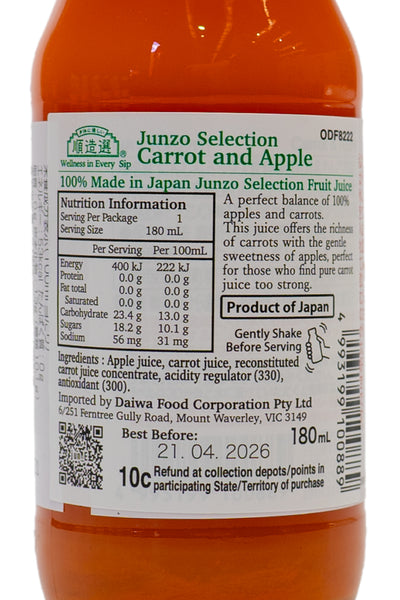 ODF8222
順造選
®
Wellness in Every Sip
Junzo Selection
Carrot and Apple
100% Made in Japan Junzo Selection Fruit Juice
Nutrition Information
Serving Per Package 1
Serving Size 180 mL
Per Serving Per 100mL
Energy 400 kJ 222 kJ
Protein 0.0 g 0.0 g
Fat total 0.0 g 0.0 g
Saturated 0.0 g 0.0 g
Carbohydrate 23.4 g 13.0 g
Sugars 18.2 g 10.1 g
Sodium 56 mg 31 mg
A perfect balance of 100%
apples and carrots.
This juice offers the richness
of carrots with the gentle
sweetness of apples, perfect
for those who find pure carrot
juice too strong.
Product of Japan
Gently Shake
Before Serving
Ingredients : Apple juice, carrot juice, reconstituted
carrot juice concentrate, acidity regulator (330),
antioxidant (300).
Imported by Daiwa Food Corporation Pty Ltd
6/251 Ferntree Gully Road, Mount Waverley, VIC 3149
Best Before: 180mL
21. 04. 2026
10c Refund at collection depots/points in
participating State/Territory of purchase
4 993199 100889